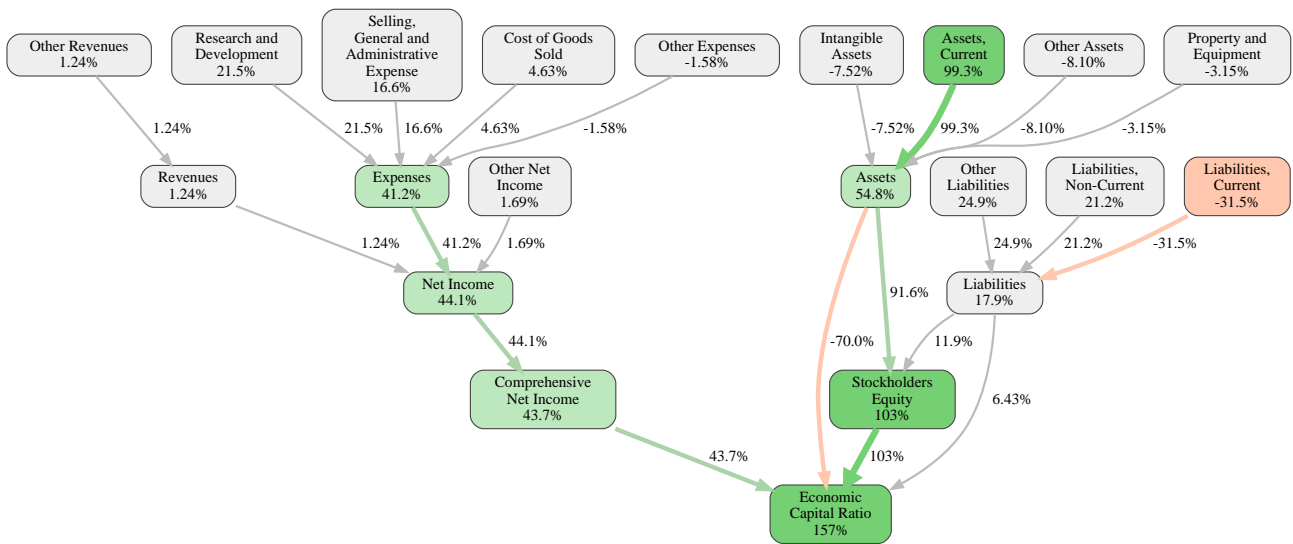 Other Revenues
1.24%
Research and
Development
21.5%
Selling,
General and
Administrative
Expense
16.6%
Cost of Goods
Sold
4.63%
Other Expenses
-1.58%
Intangible
Assets
-7.52%
Assets,
Current
99.3%
Other Assets
-8.10%
Property and
Equipment
-3.15%
1.24%
21.5%
16.6%
4.63%
-1.58%
-7.52%
99.3%
-8.10%
-3.15%
Revenues
1.24%
Expenses
41.2%
Other Net
Income
1.69%
Assets
54.8%
Other
Liabilities
24.9%
Liabilities,
Non-Current
21.2%
Liabilities,
Current
-31.5%
1.24%
41.2%
1.69%
24.9%
21.2%
-31.5%
Net Income
44.1%
91.6%
Liabilities
17.9%
44.1%
-70.0%
11.9%
Comprehensive
Net Income
43.7%
Stockholders
Equity
103%
6.43%
43.7%
103%
Economic
Capital Ratio
157%